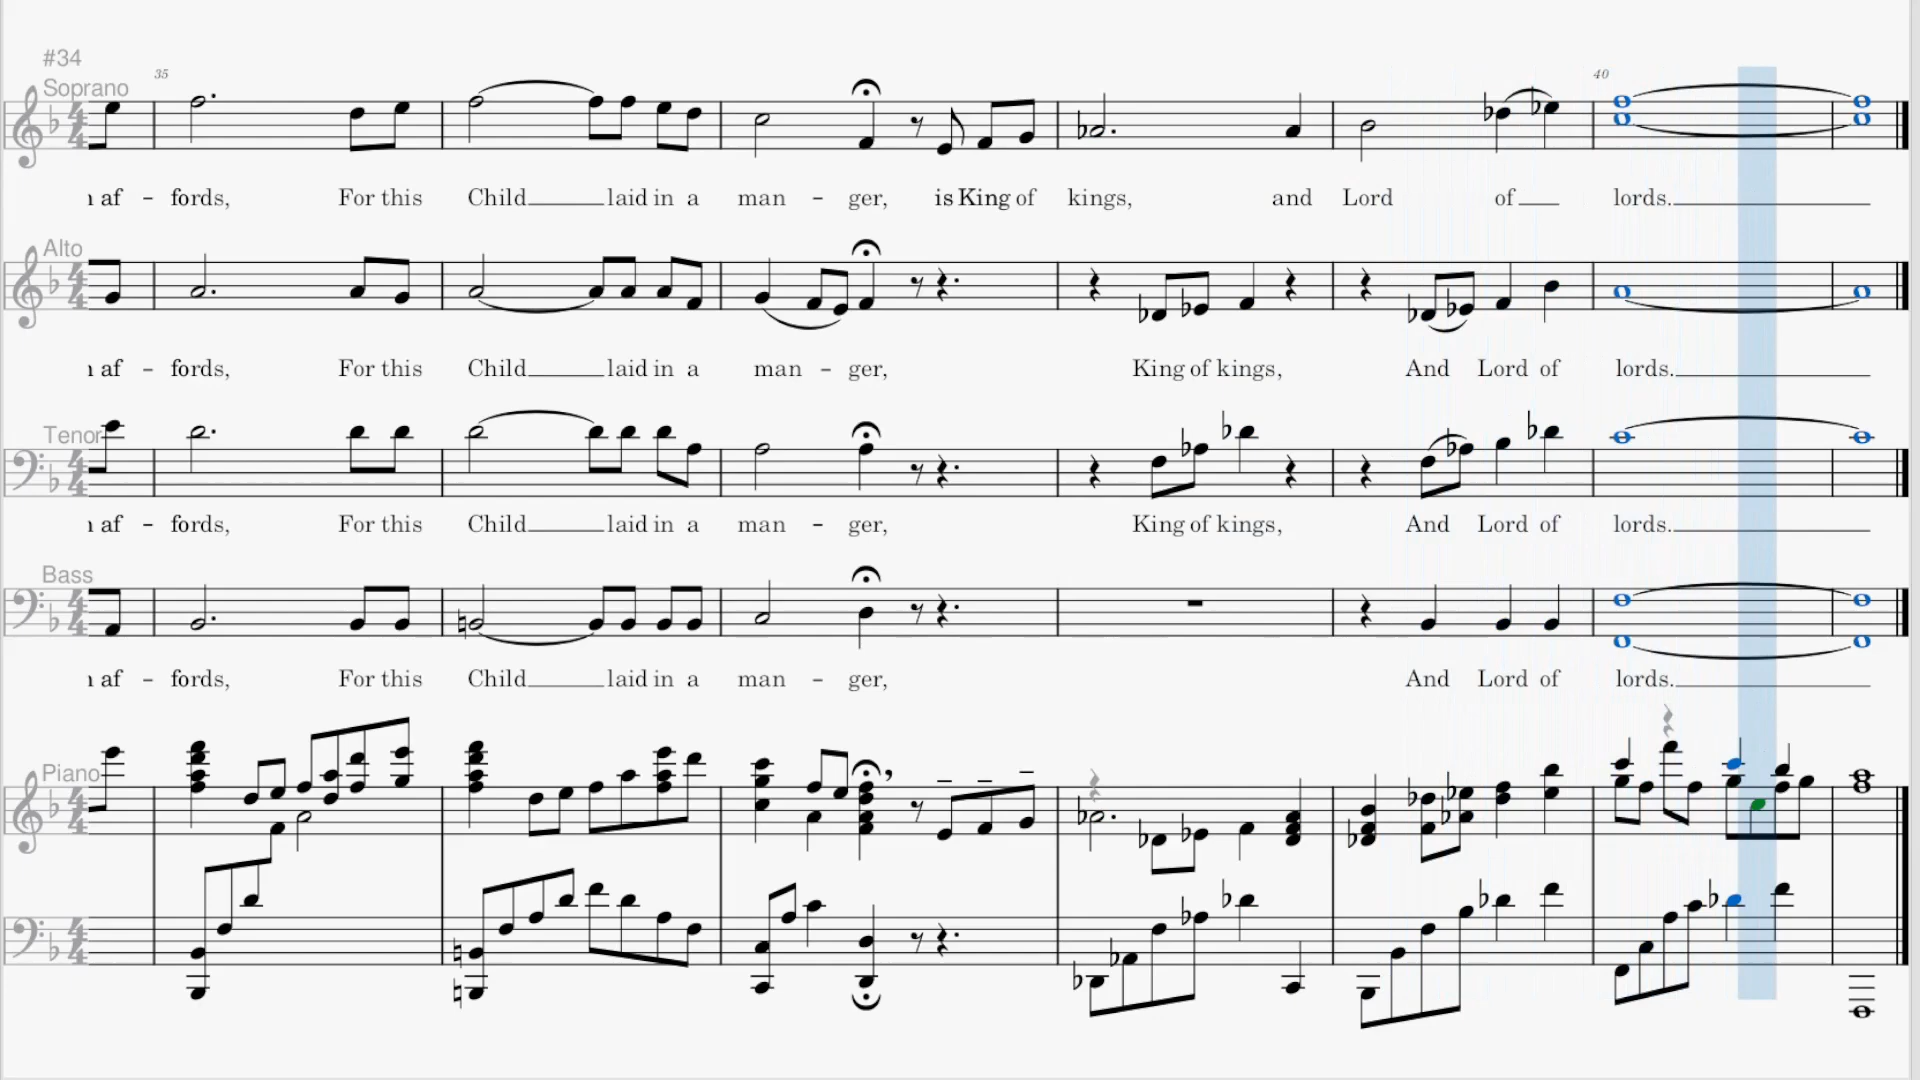 #34
Soprano
35
40
af - fords, For this Child laid in a man - ger, is King of kings, and Lord of lords.
Alto
af - fords, For this Child laid in a man - ger, King of kings, And Lord of lords.
Tenor
af - fords, For this Child laid in a man - ger, King of kings, And Lord of lords.
Bass
af - fords, For this Child laid in a man - ger, And Lord of lords.
Piano